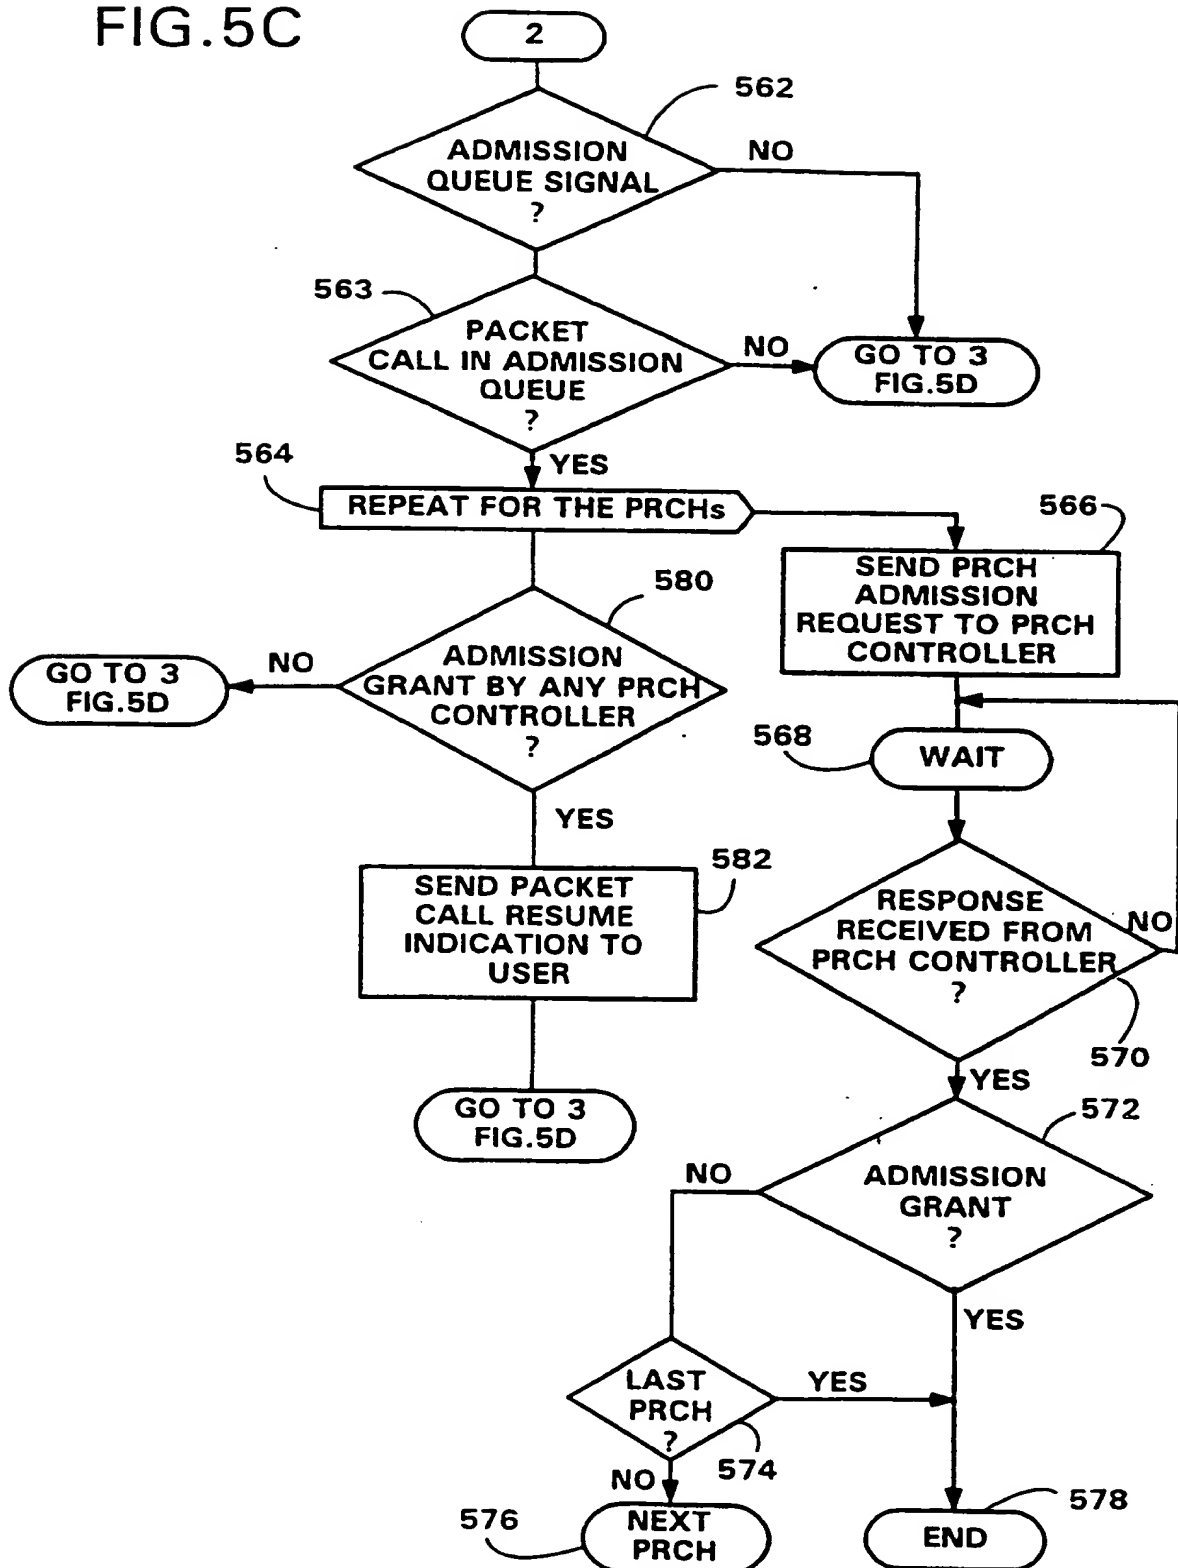 FIG.5C
2
562
ADMISSION
QUEUE SIGNAL
?
NO
563
PACKET
CALL IN ADMISSION
QUEUE
?
NO
GO TO 3
FIG.5D
YES
564
REPEAT FOR THE PRCHs
566
SEND PRCH
ADMISSION
REQUEST TO PRCH
CONTROLLER
580
ADMISSION
GRANT BY ANY PRCH
CONTROLLER
?
NO
GO TO 3
FIG.5D
568
WAIT
YES
582
SEND PACKET
CALL RESUME
INDICATION TO
USER
RESPONSE
RECEIVED FROM
PRCH CONTROLLER
?
NO
570
YES
GO TO 3
FIG.5D
572
ADMISSION
GRANT
?
NO
YES
LAST
PRCH
?
YES
574
NO
576
NEXT
PRCH
578
END